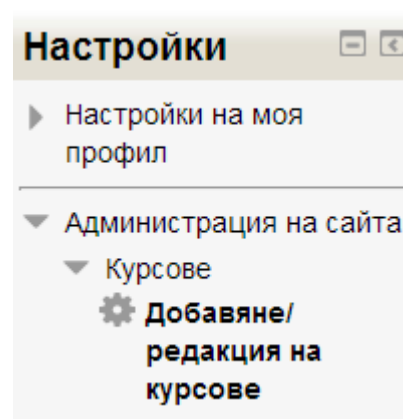 Настройки
Настройки на моя
профил
Администрация на сайта
Курсове
Добавяне/
редакция на
курсове